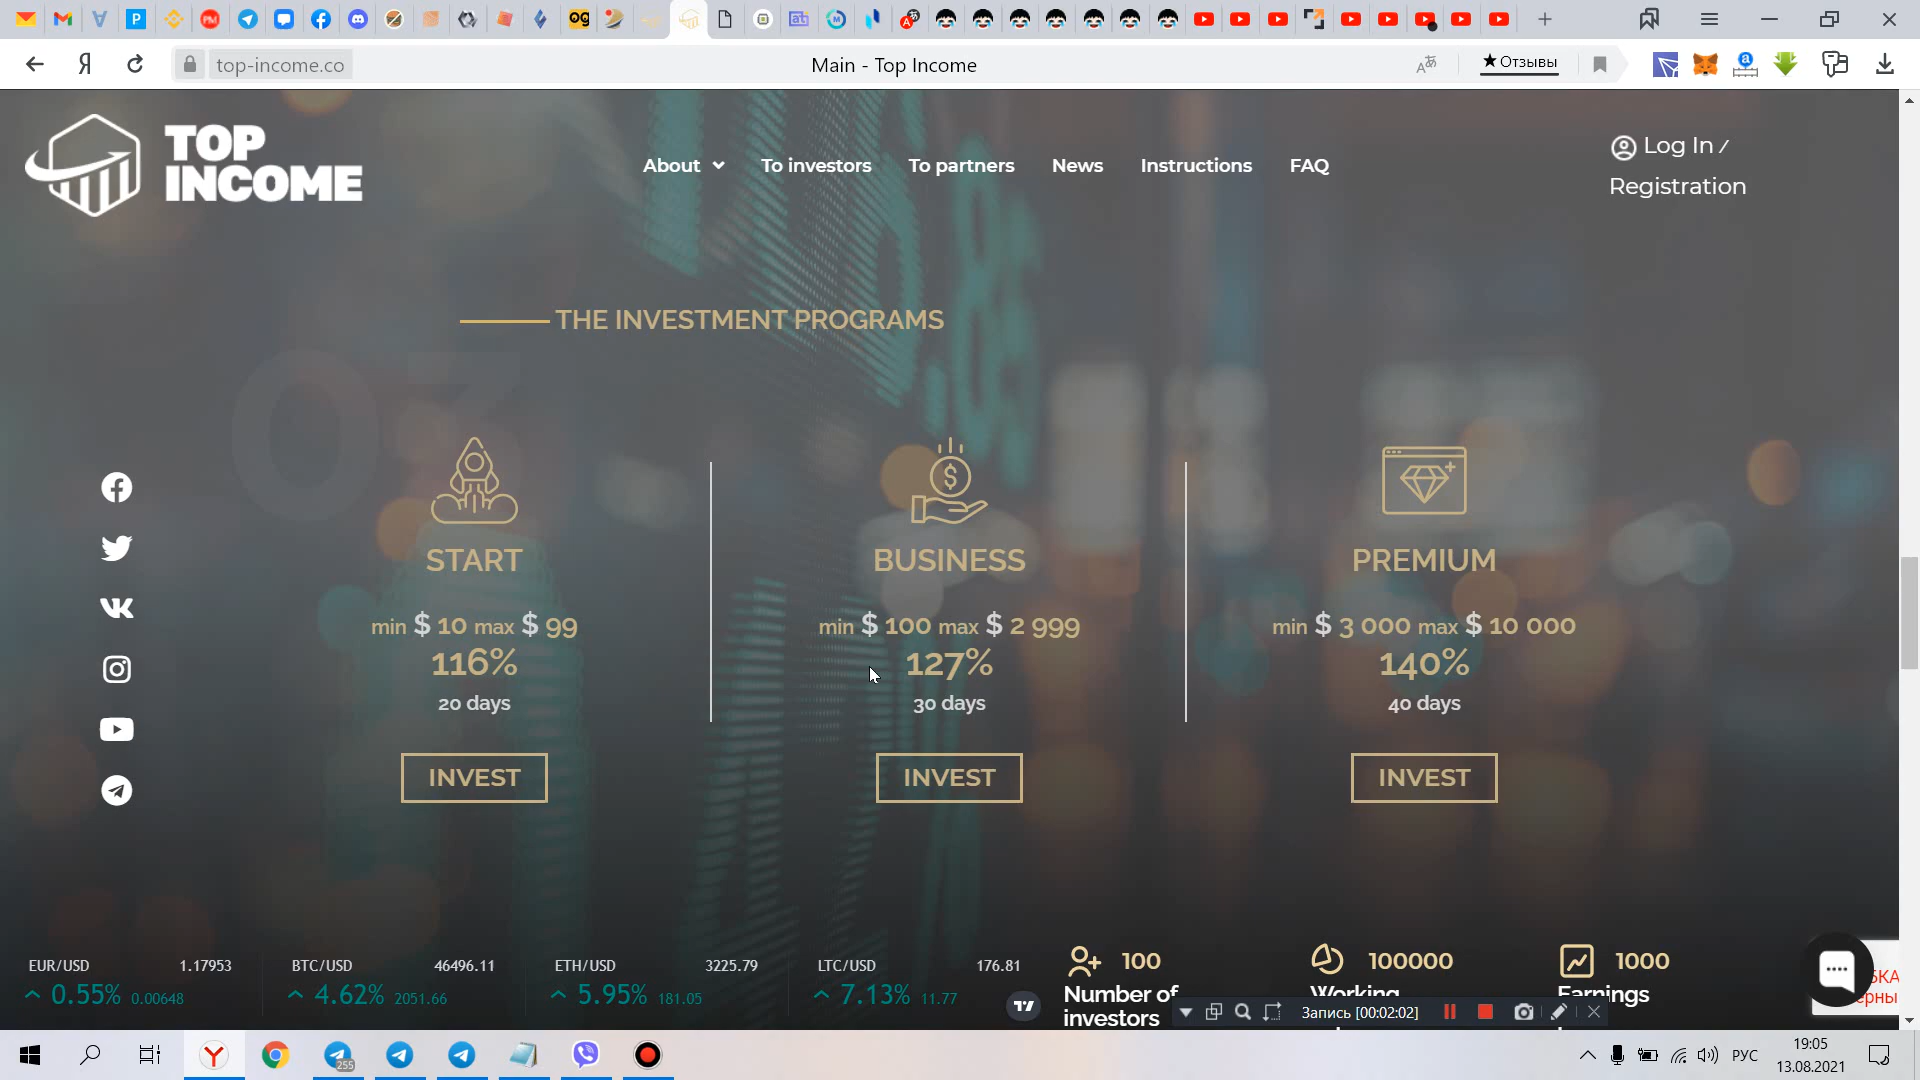 top-income.co
Main - Top Income
★ Отзывы
TOP
INCOME
About
To investors
To partners
News
Instructions
FAQ
Log In /
Registration
THE INVESTMENT PROGRAMS
03
START
min $ 10 max $ 99
116%
20 days
INVEST
BUSINESS
min $ 100 max $ 2 999
127%
30 days
INVEST
PREMIUM
min $ 3 000 max $ 10 000
140%
40 days
INVEST
EUR/USD 1.17953
0.55% 0.00648
BTC/USD 46496.11
4.62% 2051.66
ETH/USD 3225.79
5.95% 181.05
LTC/USD 176.81
7.13% 11.77
100
Number of
investors
100000
Working
1000
Earnings
Запись [00:02:02]
255
РУС
19:05
13.08.2021